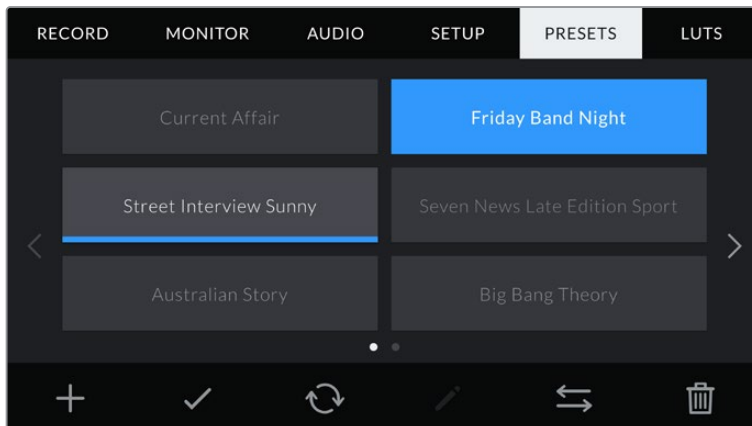 RECORD MONITOR AUDIO SETUP PRESETS LUTS
Current Affair Friday Band Night
Street Interview Sunny Seven News Late Edition Sport
Australian Story Big Bang Theory